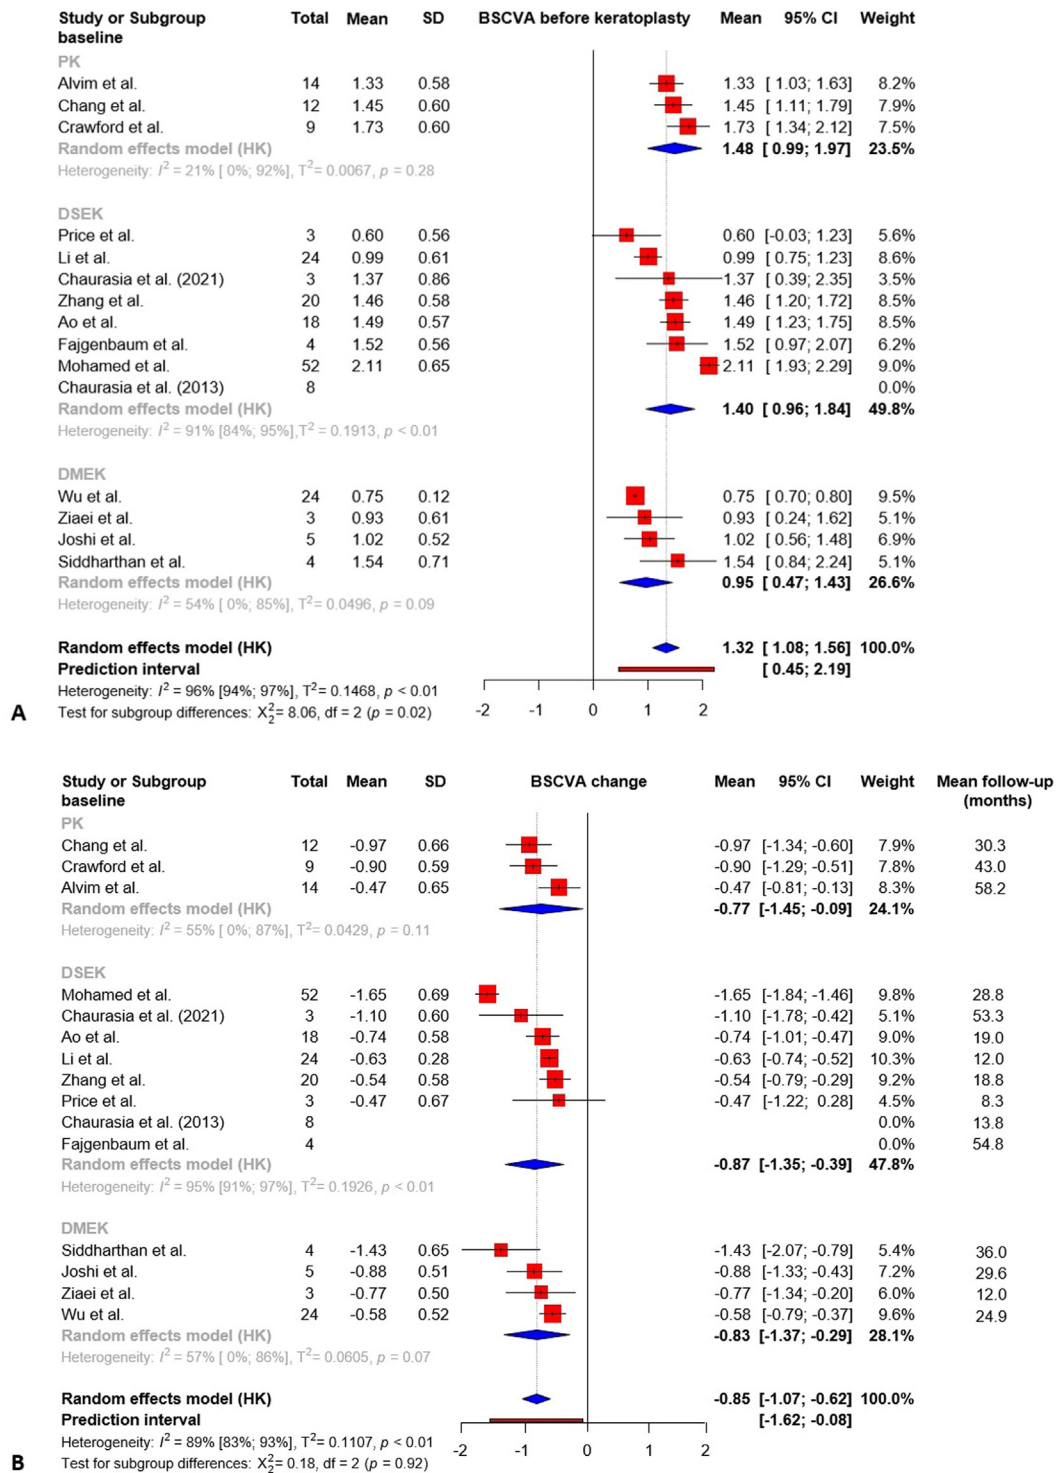 Study or Subgroup Total Mean SD BSCVA before keratoplasty Mean 95% CI Weight
baseline
PK
Alvim et al. 14 1.33 0.58 1.33 [ 1.03; 1.63] 8.2%
Chang et al. 12 1.45 0.60 1.45 [ 1.11; 1.79] 7.9%
Crawford et al. 9 1.73 0.60 1.73 [ 1.34; 2.12] 7.5%
Random effects model (HK) 1.48 [ 0.99; 1.97] 23.5%
Heterogeneity: I² = 21% [ 0%; 92%], T²= 0.0067, p = 0.28
DSEK
Price et al. 3 0.60 0.56 0.60 [-0.03; 1.23] 5.6%
Li et al. 24 0.99 0.61 0.99 [ 0.75; 1.23] 8.6%
Chaurasia et al. (2021) 3 1.37 0.86 1.37 [ 0.39; 2.35] 3.5%
Zhang et al. 20 1.46 0.58 1.46 [ 1.20; 1.72] 8.5%
Ao et al. 18 1.49 0.57 1.49 [ 1.23; 1.75] 8.5%
Fajgenbaum et al. 4 1.52 0.56 1.52 [ 0.97; 2.07] 6.2%
Mohamed et al. 52 2.11 0.65 2.11 [ 1.93; 2.29] 9.0%
Chaurasia et al. (2013) 8 0.0%
Random effects model (HK) 1.40 [ 0.96; 1.84] 49.8%
Heterogeneity: I² = 91% [84%; 95%],T² = 0.1913, p < 0.01
DMEK
Wu et al. 24 0.75 0.12 0.75 [ 0.70; 0.80] 9.5%
Ziaei et al. 3 0.93 0.61 0.93 [ 0.24; 1.62] 5.1%
Joshi et al. 5 1.02 0.52 1.02 [ 0.56; 1.48] 6.9%
Siddharthan et al. 4 1.54 0.71 1.54 [ 0.84; 2.24] 5.1%
Random effects model (HK) 0.95 [ 0.47; 1.43] 26.6%
Heterogeneity: I² = 54% [ 0%; 85%], T² = 0.0496, p = 0.09
Random effects model (HK) 1.32 [ 1.08; 1.56] 100.0%
Prediction interval [ 0.45; 2.19]
Heterogeneity: I² = 96% [94%; 97%], T² = 0.1468, p < 0.01
-2 -1 0 1 2
A Test for subgroup differences: X₂²= 8.06, df = 2 (p = 0.02)
Study or Subgroup Total Mean SD BSCVA change Mean 95% CI Weight Mean follow-up
baseline (months)
PK
Chang et al. 12 -0.97 0.66 -0.97 [-1.34; -0.60] 7.9% 30.3
Crawford et al. 9 -0.90 0.59 -0.90 [-1.29; -0.51] 7.8% 43.0
Alvim et al. 14 -0.47 0.65 -0.47 [-0.81; -0.13] 8.3% 58.2
Random effects model (HK) -0.77 [-1.45; -0.09] 24.1%
Heterogeneity: I² = 55% [ 0%; 87%], T²= 0.0429, p = 0.11
DSEK
Mohamed et al. 52 -1.65 0.69 -1.65 [-1.84; -1.46] 9.8% 28.8
Chaurasia et al. (2021) 3 -1.10 0.60 -1.10 [-1.78; -0.42] 5.1% 53.3
Ao et al. 18 -0.74 0.58 -0.74 [-1.01; -0.47] 9.0% 19.0
Li et al. 24 -0.63 0.28 -0.63 [-0.74; -0.52] 10.3% 12.0
Zhang et al. 20 -0.54 0.58 -0.54 [-0.79; -0.29] 9.2% 18.8
Price et al. 3 -0.47 0.67 -0.47 [-1.22; 0.28] 4.5% 8.3
Chaurasia et al. (2013) 8 0.0% 13.8
Fajgenbaum et al. 4 0.0% 54.8
Random effects model (HK) -0.87 [-1.35; -0.39] 47.8%
Heterogeneity: I² = 95% [91%; 97%], T² = 0.1926, p < 0.01
DMEK
Siddharthan et al. 4 -1.43 0.65 -1.43 [-2.07; -0.79] 5.4% 36.0
Joshi et al. 5 -0.88 0.51 -0.88 [-1.33; -0.43] 7.2% 29.6
Ziaei et al. 3 -0.77 0.50 -0.77 [-1.34; -0.20] 6.0% 12.0
Wu et al. 24 -0.58 0.52 -0.58 [-0.79; -0.37] 9.6% 24.9
Random effects model (HK) -0.83 [-1.37; -0.29] 28.1%
Heterogeneity: I² = 57% [ 0%; 86%], T² = 0.0605, p = 0.07
Random effects model (HK) -0.85 [-1.07; -0.62] 100.0%
Prediction interval [-1.62; -0.08]
Heterogeneity: I² = 89% [83%; 93%], T² = 0.1107, p < 0.01
-2 -1 0 1 2
B Test for subgroup differences: X₂²= 0.18, df = 2 (p = 0.92)